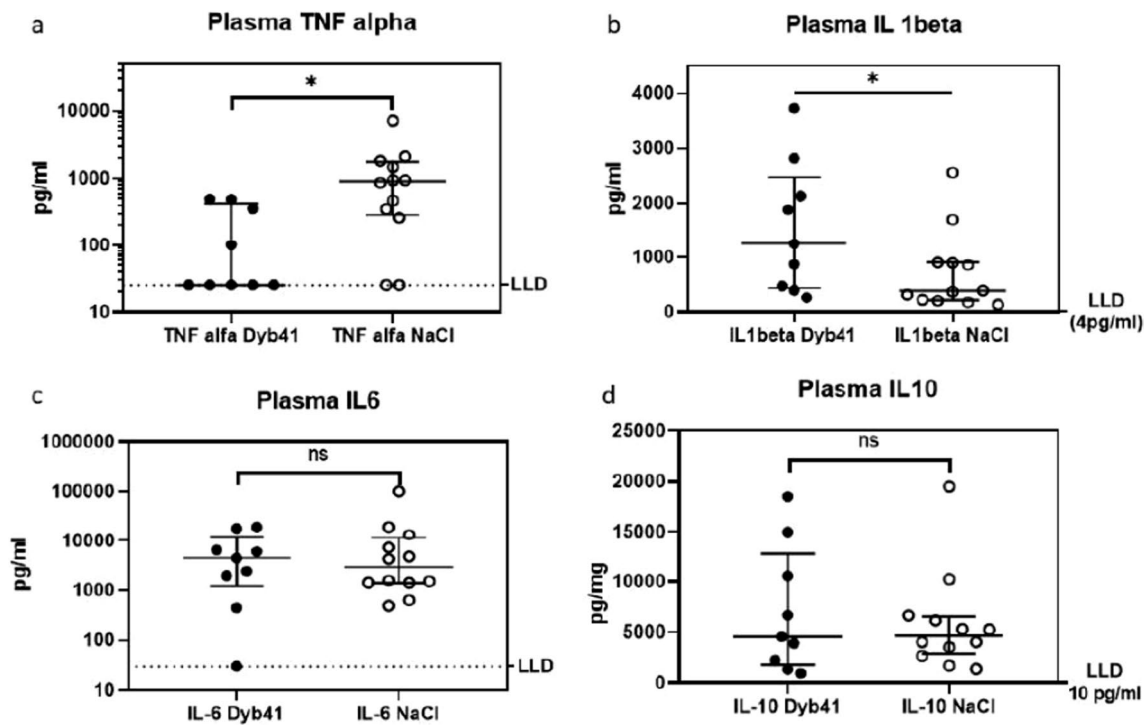 a
Plasma TNF alpha
*
10000
1000
100
10
pg/ml
LLD
TNF alfa Dyb41
TNF alfa NaCl
b
Plasma IL 1beta
*
4000
3000
2000
1000
0
pg/ml
LLD
(4pg/ml)
IL1beta Dyb41
IL1beta NaCl
c
Plasma IL6
ns
1000000
100000
10000
1000
100
10
pg/ml
LLD
IL-6 Dyb41
IL-6 NaCl
d
Plasma IL10
ns
25000
20000
15000
10000
5000
0
pg/mg
LLD
10 pg/ml
IL-10 Dyb41
IL-10 NaCl